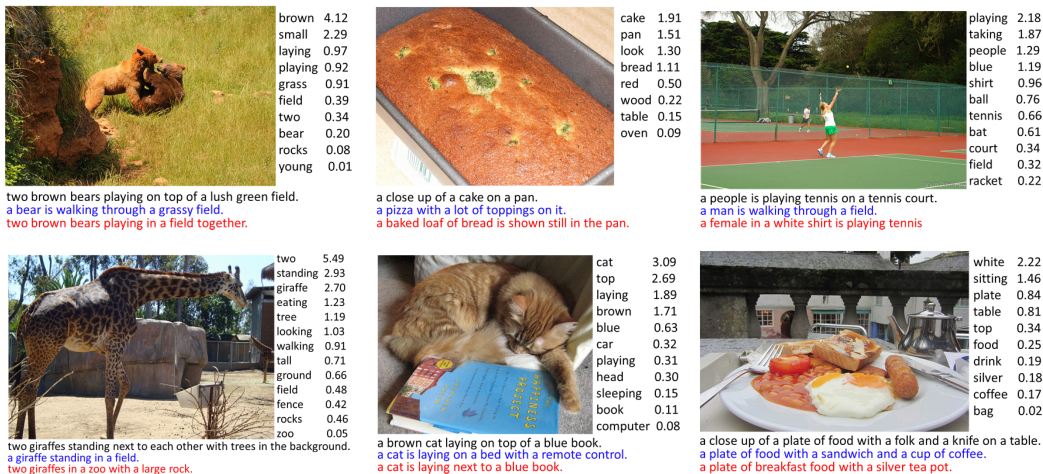 brown 4.12
small 2.29
laying 0.97
playing 0.92
grass 0.91
field 0.39
two 0.34
bear 0.20
rocks 0.08
young 0.01
two brown bears playing on top of a lush green field.
a bear is walking through a grassy field.
two brown bears playing in a field together.
cake 1.91
pan 1.51
look 1.30
bread 1.11
red 0.50
wood 0.22
table 0.15
oven 0.09
a close up of a cake on a pan.
a pizza with a lot of toppings on it.
a baked loaf of bread is shown still in the pan.
playing 2.18
taking 1.87
people 1.29
blue 1.19
shirt 0.96
ball 0.76
tennis 0.66
bat 0.61
court 0.34
field 0.32
racket 0.22
a people is playing tennis on a tennis court.
a man is walking through a field.
a female in a white shirt is playing tennis
two 5.49
standing 2.93
giraffe 2.70
eating 1.23
tree 1.19
looking 1.03
walking 0.91
tall 0.71
ground 0.66
field 0.48
fence 0.42
rocks 0.46
zoo 0.05
two giraffes standing next to each other with trees in the background.
a giraffe standing in a field.
two giraffes in a zoo with a large rock.
cat 3.09
top 2.69
laying 1.89
brown 1.71
blue 0.63
car 0.32
playing 0.31
head 0.30
sleeping 0.15
book 0.11
computer 0.08
HAPPINESS
PROJECT
a brown cat laying on top of a blue book.
a cat is laying on a bed with a remote control.
a cat is laying next to a blue book.
white 2.22
sitting 1.46
plate 0.84
table 0.81
top 0.34
food 0.25
drink 0.19
silver 0.18
coffee 0.17
bag 0.02
a close up of a plate of food with a folk and a knife on a table.
a plate of food with a sandwich and a cup of coffee.
a plate of breakfast food with a silver tea pot.